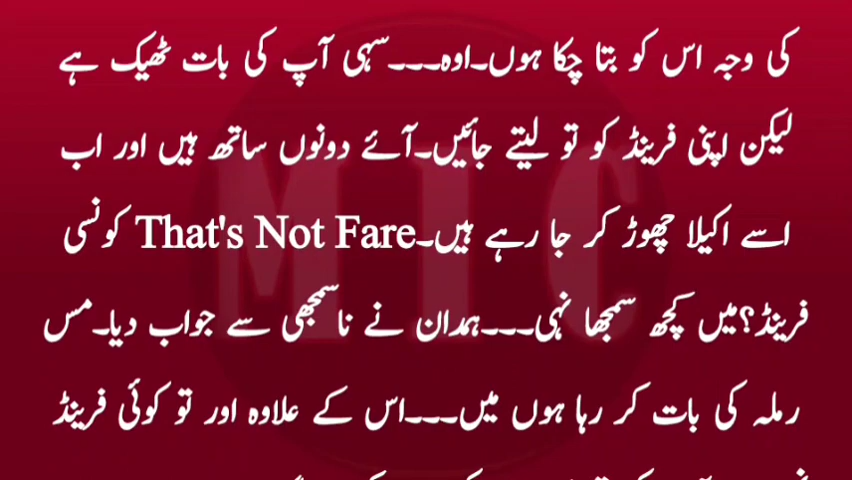 کی وجہ اس کو بتا چکا ہوں۔اوہ۔۔۔سہی آپ کی بات ٹھیک ہے
لیکن اپنی فرینڈ کو تو لیتے جائیں۔آئے دونوں ساتھ ہیں اور اب
اسے اکیلا چھوڑ کر جا رہے ہیں۔That's Not Fare کونسی
فرینڈ؟میں کچھ سمجھا نہی۔۔۔ہمدان نے ناسمجھی سے جواب دیا۔مس
رملہ کی بات کر رہا ہوں میں۔۔۔اس کے علاوہ اور تو کوئی فرینڈ
MIC